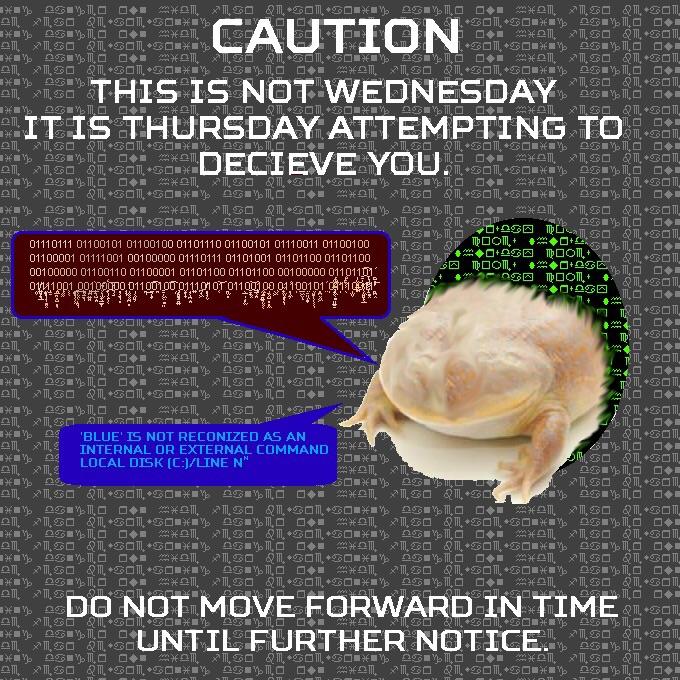 CAUTION
THIS IS NOT WEDNESDAY
IT IS THURSDAY ATTEMPTING TO
DECIEVE YOU.
01110111 01100101 01100100 01101110 01100101 01110011 01100100
01100001 01111001 00100000 01110111 01101001 01101100 01101100
00100000 01100110 01100001 01101100 01101100 00100000
'BLUE' IS NOT RECONIZED AS AN
INTERNAL OR EXTERNAL COMMAND
LOCAL DISK (C:)/LINE N"
DO NOT MOVE FORWARD IN TIME
UNTIL FURTHER NOTICE.